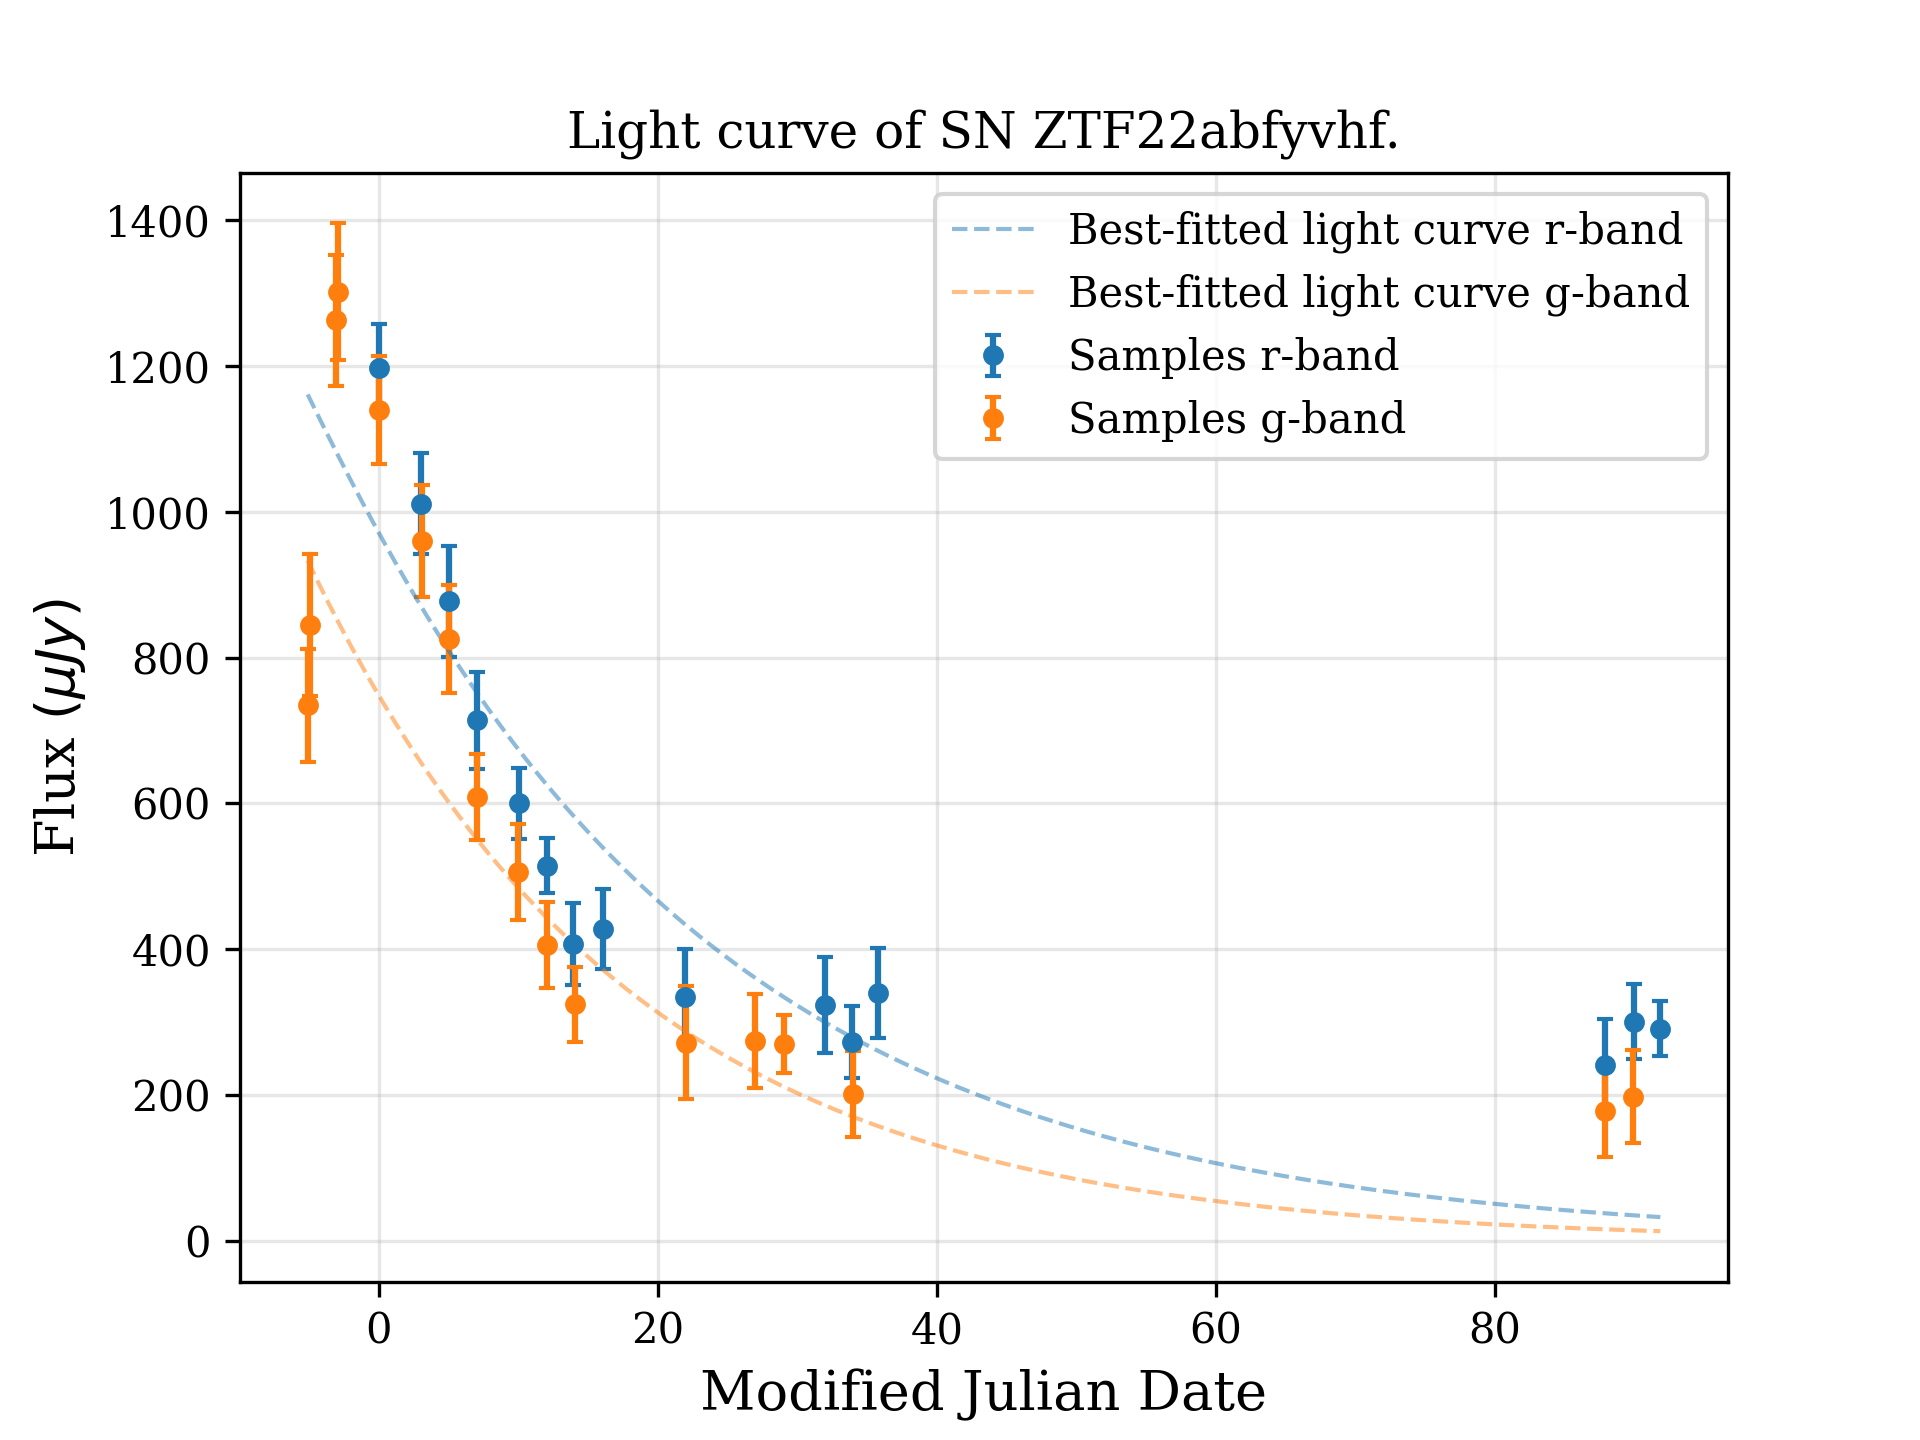 Light curve of SN ZTF22abfyvhf.
Best-fitted light curve r-band
Best-fitted light curve g-band
Samples r-band
Samples g-band
1400
1200
1000
800
600
400
200
0
Flux (μJy)
0 20 40 60 80
Modified Julian Date